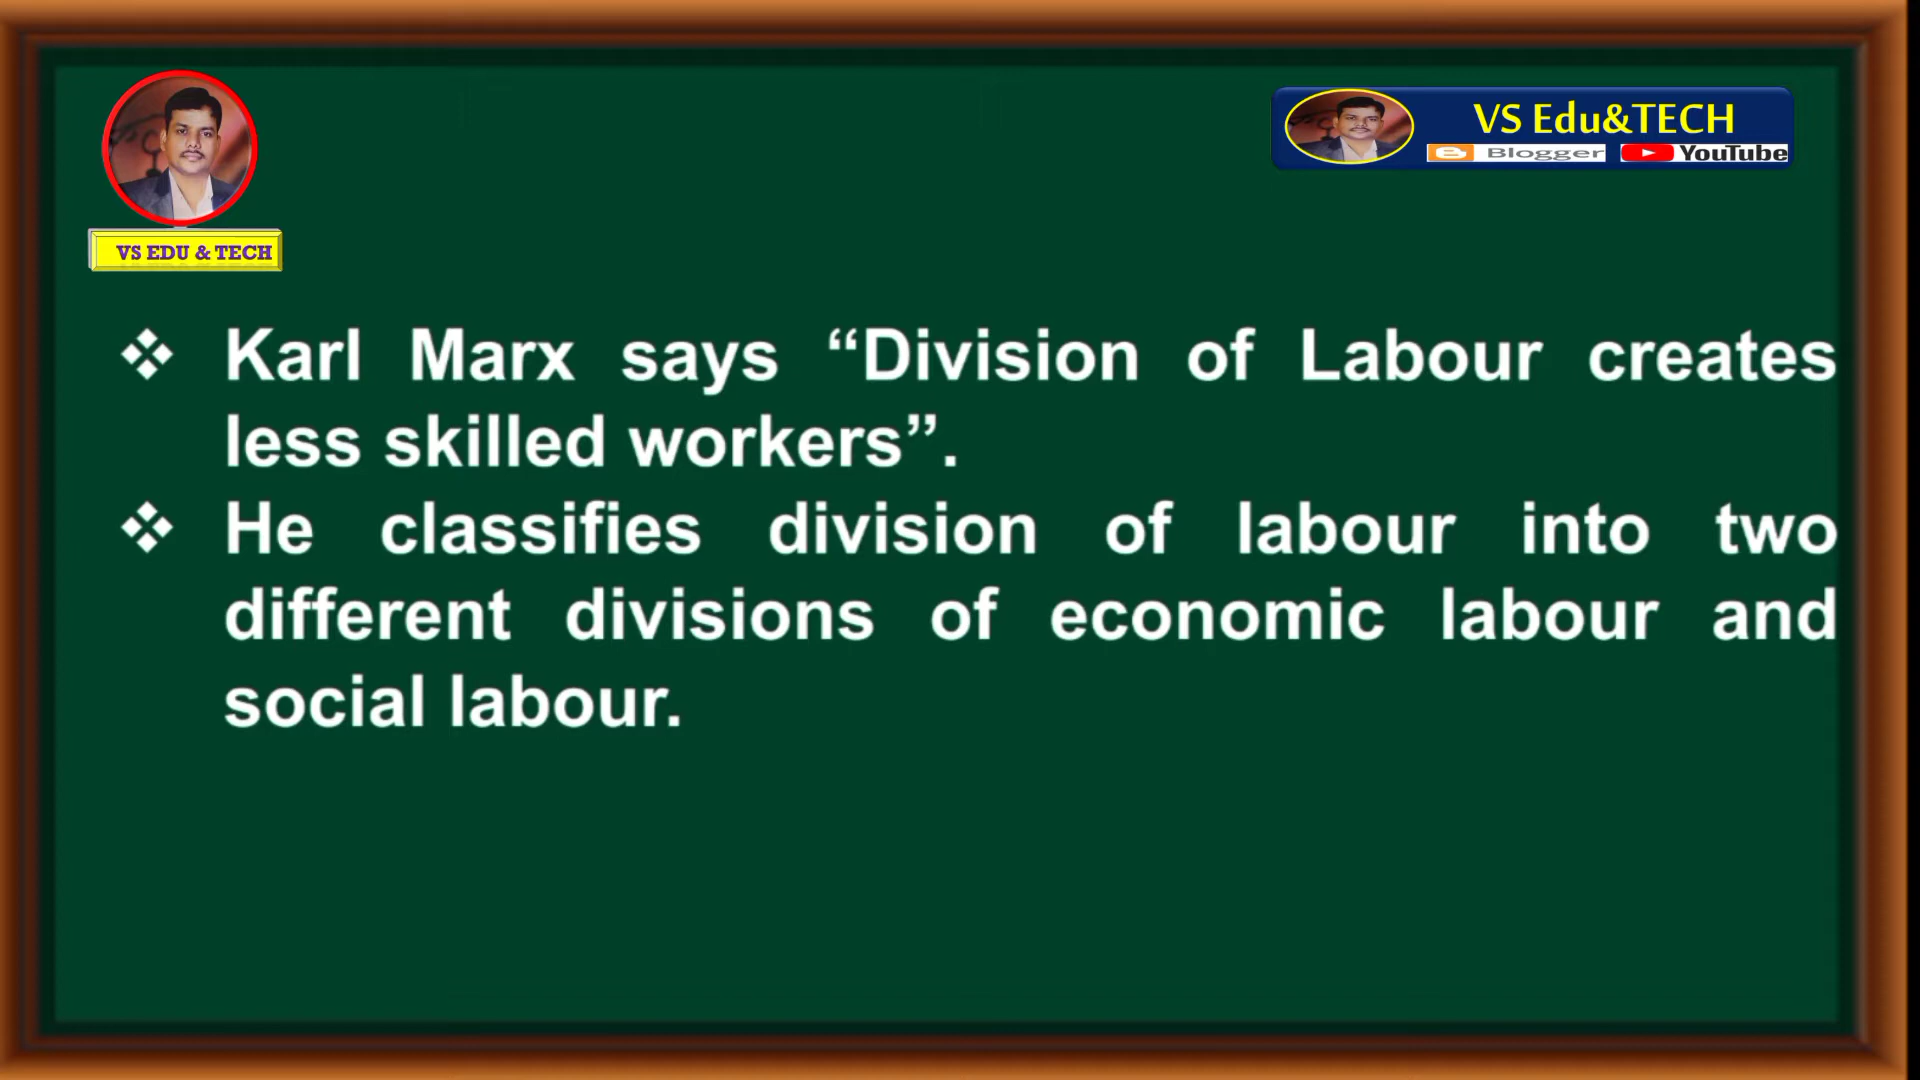 VS Edu&TECH
Blogger YouTube
VS EDU & TECH
❖ Karl Marx says “Division of Labour creates
less skilled workers”.
❖ He classifies division of labour into two
different divisions of economic labour and
social labour.